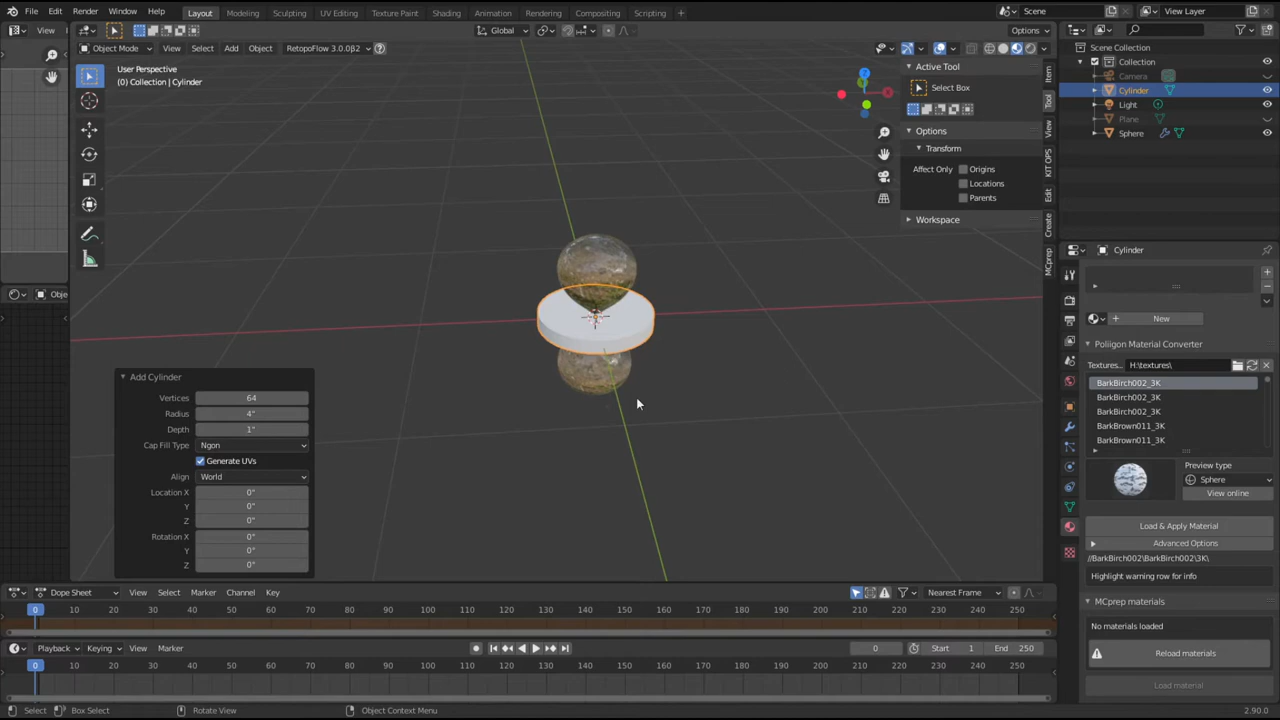 File Edit Render Window Help Layout Modeling Sculpting UV Editing Texture Paint Shading Animation Rendering Compositing Scripting + Scene View Layer
View Object Mode View Select Add Object RetopoFlow 3.0.0β2 Global Options
User Perspective
(0) Collection | Cylinder
Active Tool
Select Box
Options
Transform
Affect Only Origins
Locations
Parents
Workspace
Item
Tool
View
KIT OPS
Edit
Create
MCprep
Scene Collection
Collection
Camera
Cylinder
Light
Plane
Sphere
Cylinder
+ New
Poliigon Material Converter
Textures.. H:\textures\
BarkBirch002_3K
BarkBirch002_3K
BarkBirch002_3K
BarkBrown011_3K
BarkBrown011_3K
Preview type
Sphere
View online
Load & Apply Material
Advanced Options
//BarkBirch002\BarkBirch002\3K\
Highlight warning row for info
MCprep materials
No materials loaded
Reload materials
Load material
Obje
Add Cylinder
Vertices 64
Radius 4"
Depth 1"
Cap Fill Type Ngon
Generate UVs
Align World
Location X 0"
Y 0"
Z 0"
Rotation X 0°
Y 0°
Z 0°
Dope Sheet View Select Marker Channel Key Nearest Frame
0 10 20 30 40 50 60 70 80 90 100 110 120 130 140 150 160 170 180 190 200 210 220 230 240 250
Playback Keying View Marker 0 Start 1 End 250
0 10 20 30 40 50 60 70 80 90 100 110 120 130 140 150 160 170 180 190 200 210 220 230 240 250
Select Box Select Rotate View Object Context Menu 2.90.0